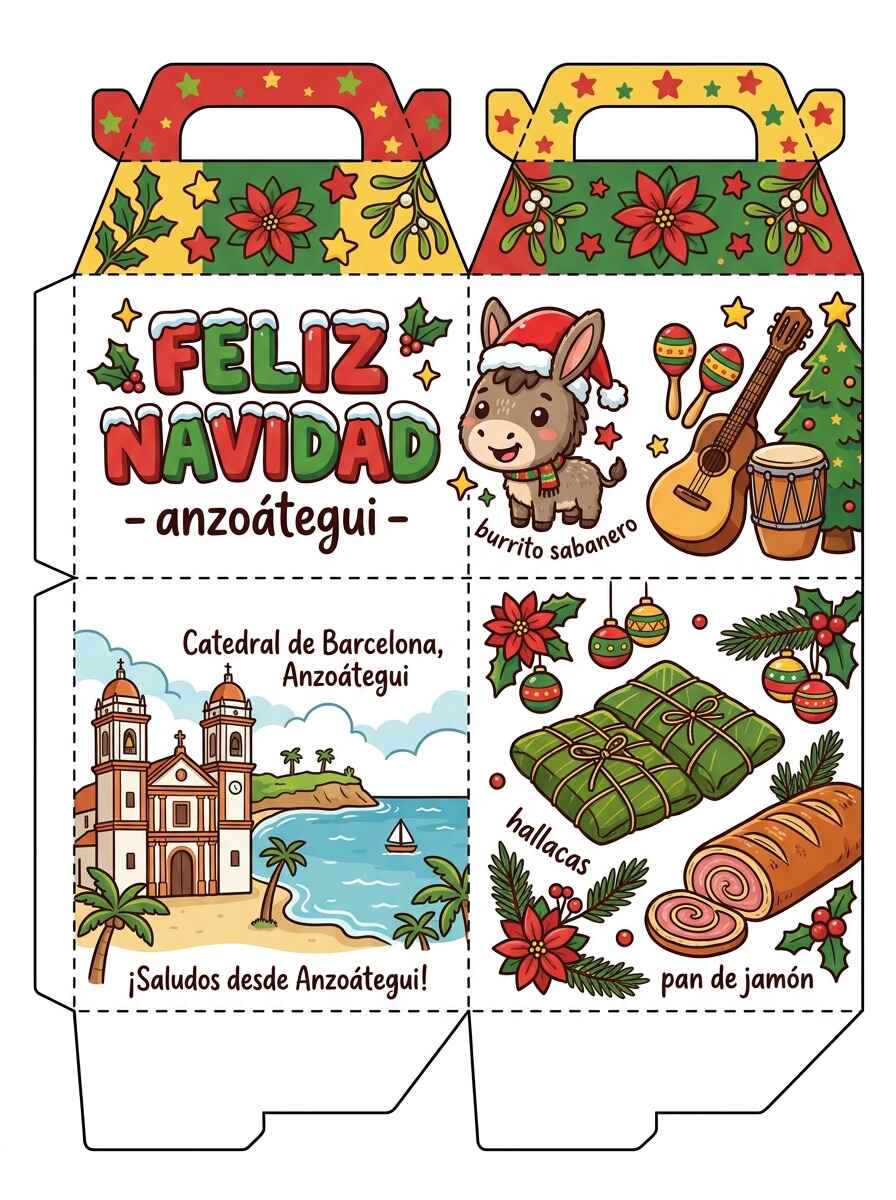 FELIZ
NAVIDAD
- anzoátegui -
burrito sabanero
Catedral de Barcelona,
Anzoátegui
¡Saludos desde Anzoátegui!
hallacas
pan de jamón